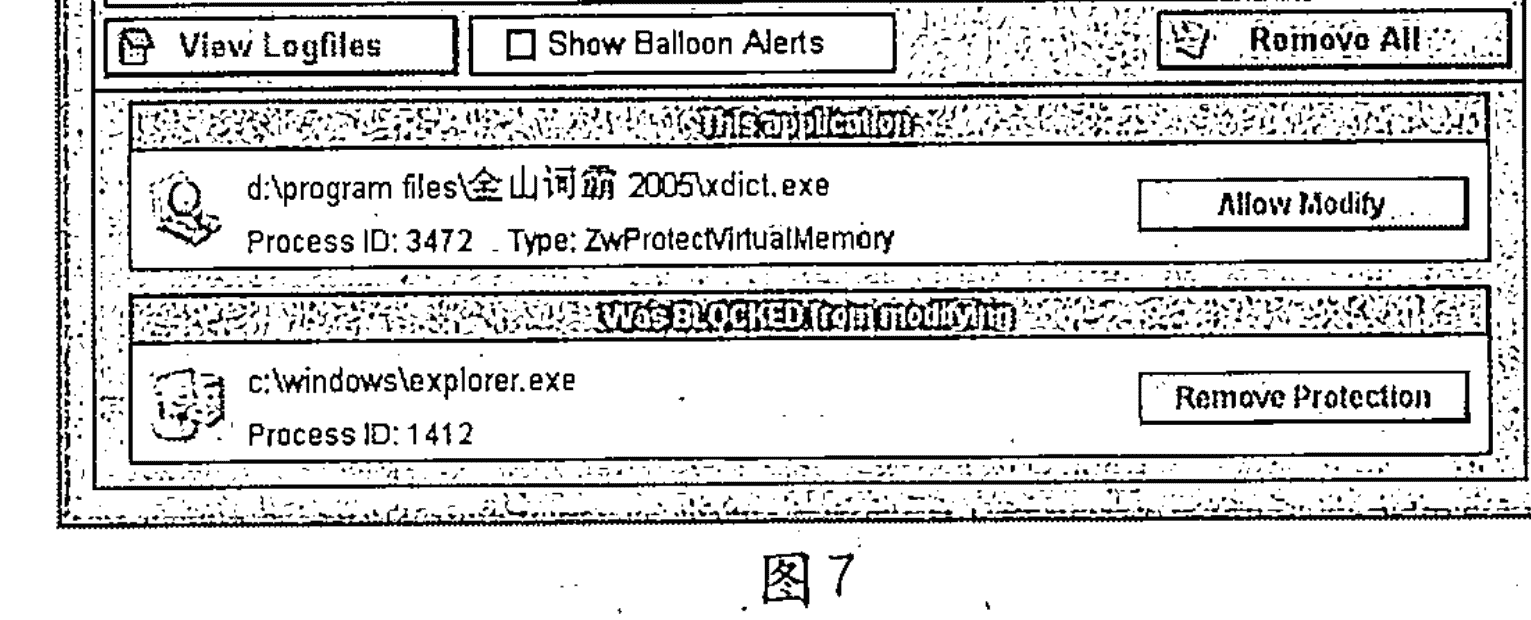 View Logfiles
Show Balloon Alerts
Remove All
This application
d:\program files\金山词霸 2005\xdict.exe
Allow Modify
Process ID: 3472 Type: ZwProtectVirtualMemory
Was BLOCKED from modifying
c:\windows\explorer.exe
Remove Protection
Process ID: 1412
图 7